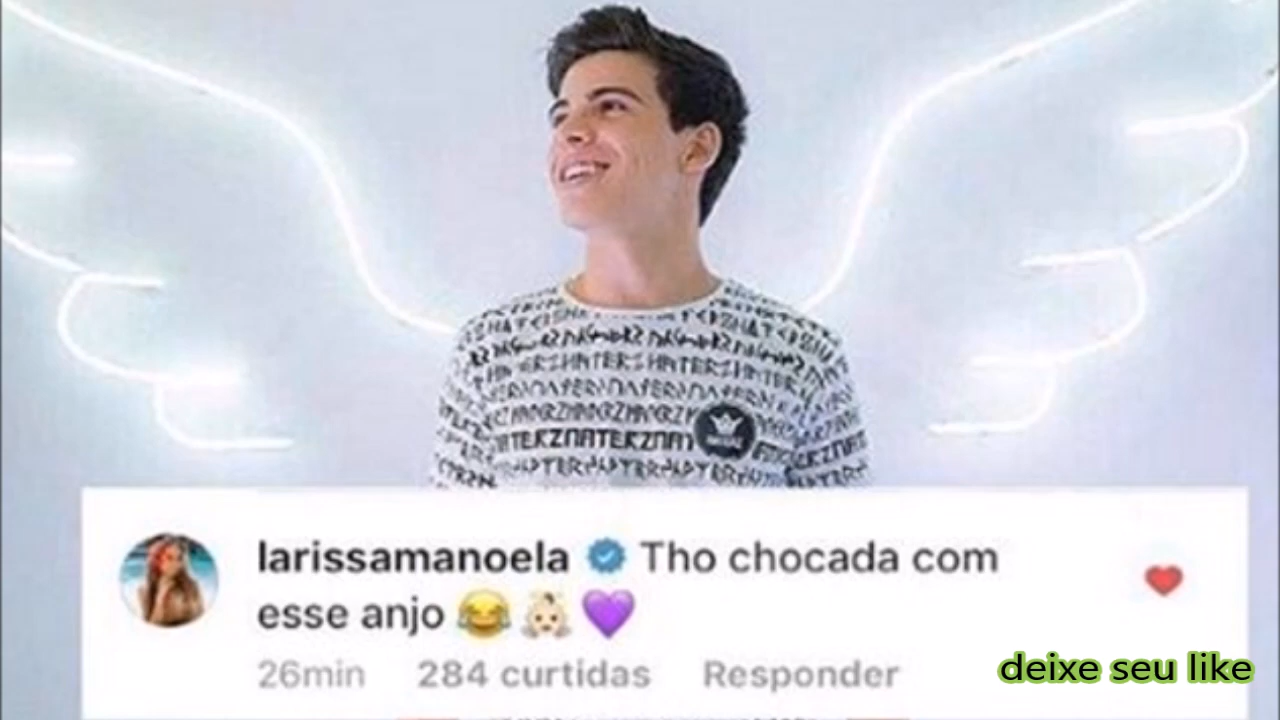 larissamanoela Tho chocada com
esse anjo 😂👶🏻💜
26min 284 curtidas Responder
deixe seu like